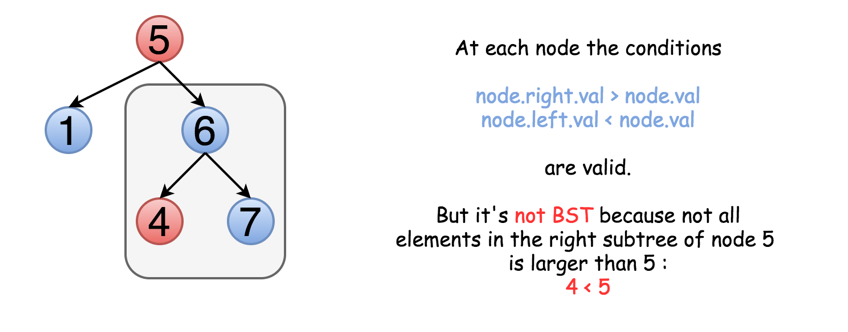 5
1
6
4
7
At each node the conditions
node.right.val > node.val
node.left.val < node.val
are valid.
But it's not BST because not all
elements in the right subtree of node 5
is larger than 5 :
4 < 5